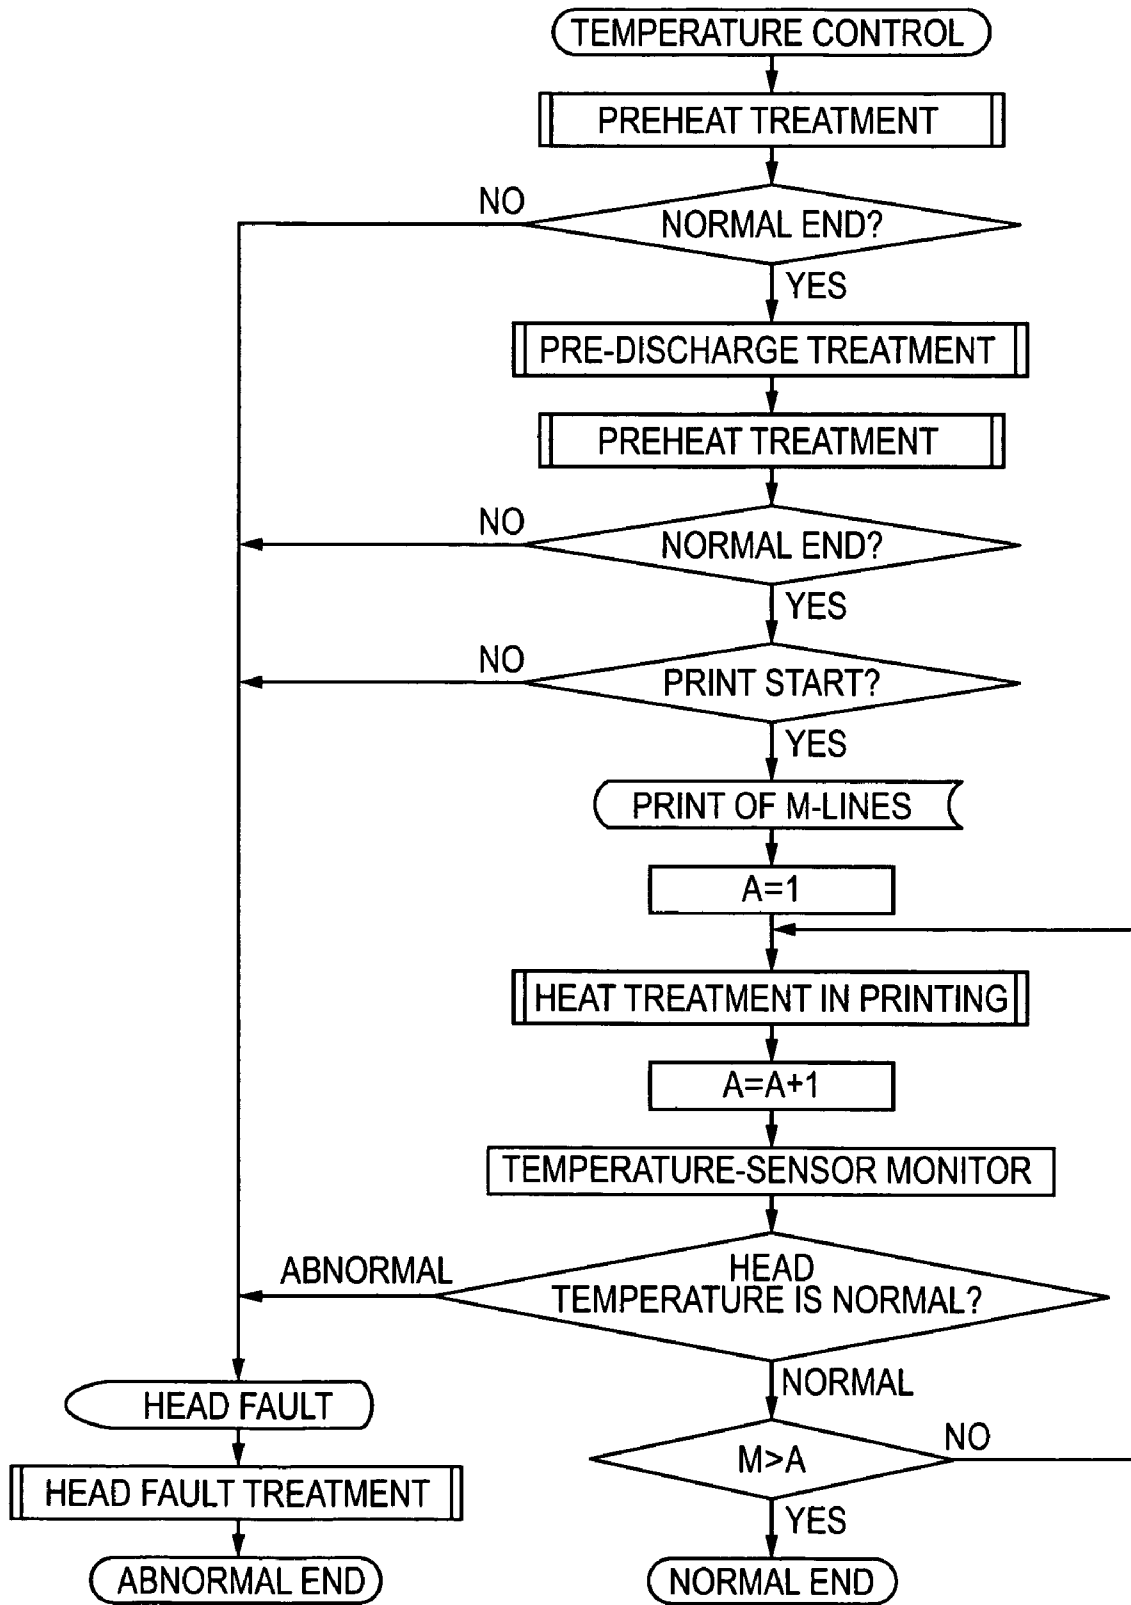 TEMPERATURE CONTROL
PREHEAT TREATMENT
NO
NORMAL END?
YES
PRE-DISCHARGE TREATMENT
PREHEAT TREATMENT
NO
NORMAL END?
YES
NO
PRINT START?
YES
PRINT OF M-LINES
A=1
HEAT TREATMENT IN PRINTING
A=A+1
TEMPERATURE-SENSOR MONITOR
ABNORMAL
HEAD
TEMPERATURE IS NORMAL?
NORMAL
HEAD FAULT
M>A
NO
HEAD FAULT TREATMENT
YES
ABNORMAL END
NORMAL END